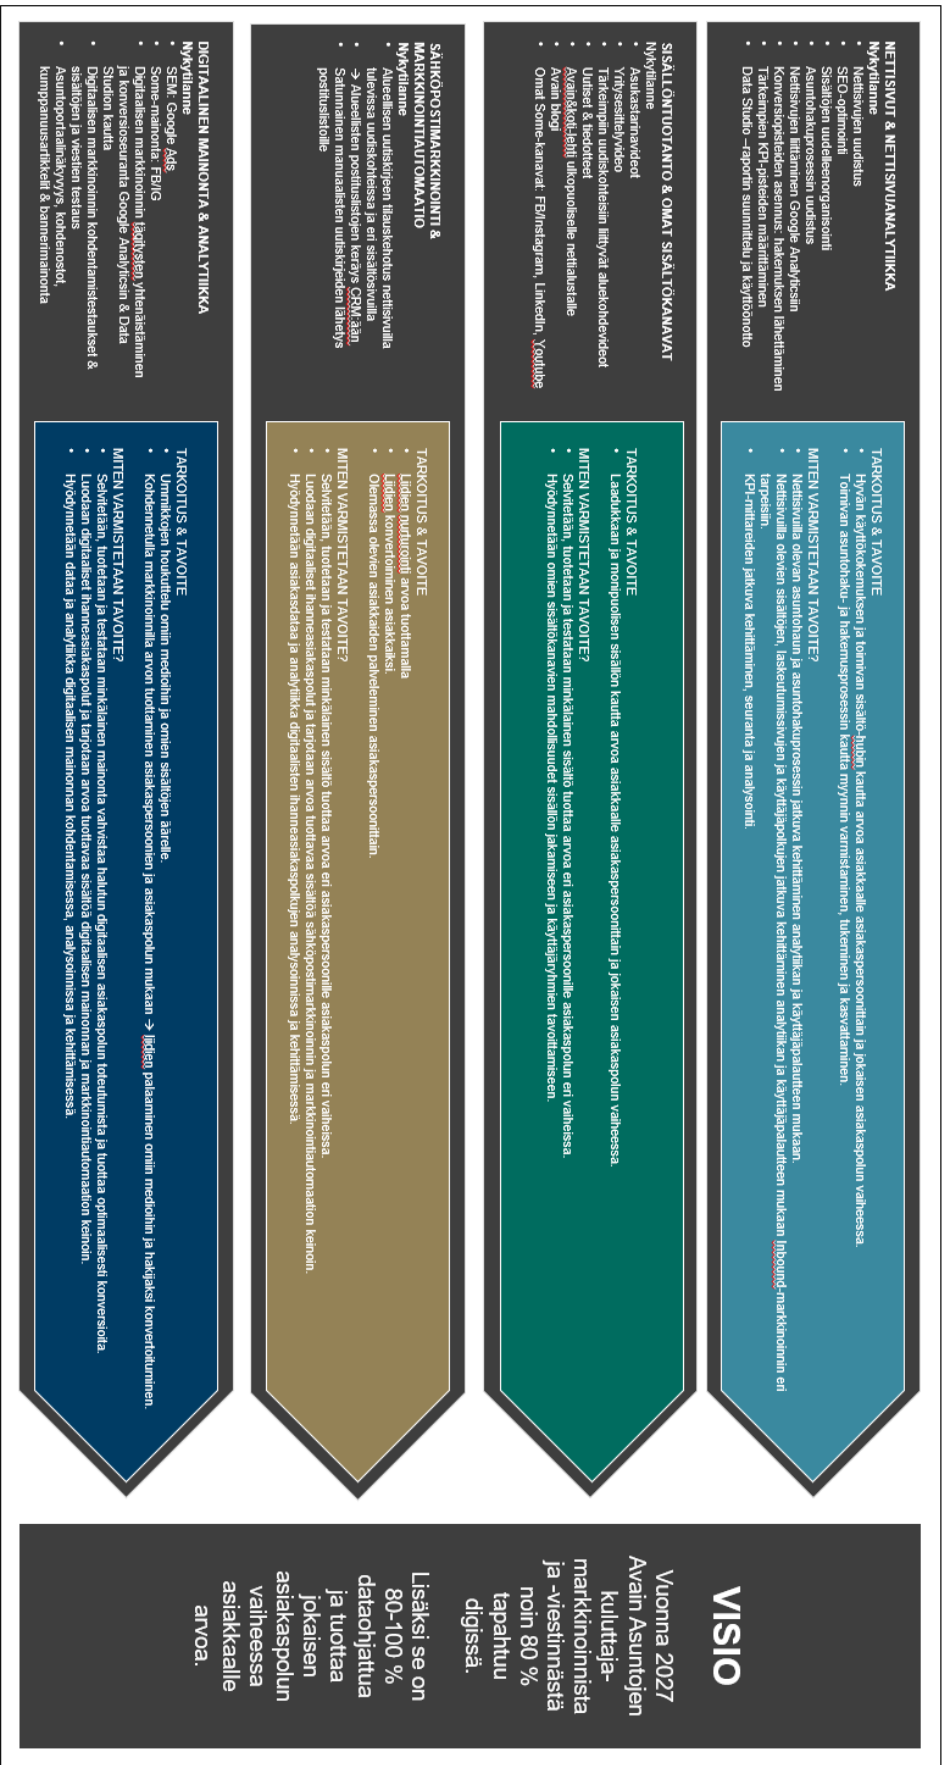 NETTISIVUT & NETTISIVUANALYTIIKKA
Nykytilanne
• Nettisivujen uudistus
• SEO-optimointi
• Sisältöjen uudelleenorganisointi
• Asuntohakuprosessin uudistus
• Nettisivujen liittäminen Google Analyticsiin
• Konversiopisteiden asennus: hakemuksen lähettäminen
• Tärkeimpien KPI-pisteiden määrittäminen
• Data Studio –raportin suunnittelu ja käyttöönotto
TARKOITUS & TAVOITE
• Hyvän käyttökokemuksen ja toimivan sisältö-hubin kautta arvoa asiakkaalle asiakaspersoonittain ja jokaisen asiakaspolun vaiheessa.
• Toimivan asuntohaku- ja hakemusprosessin kautta myynnin varmistaminen, tukeminen ja kasvattaminen.
MITEN VARMISTETAAN TAVOITE?
• Nettisivuilla olevan asuntohaun ja asuntohakuprosessin jatkuva kehittäminen analytiikan ja käyttäjäpalautteen mukaan.
• Nettisivuilla olevien sisältöjen, laskeutumissivujen ja käyttäjäpolkujen jatkuva kehittäminen analytiikan ja käyttäjäpalautteen mukaan Inbound-markkinoinnin eri
tarpeisiin.
• KPI-mittareiden jatkuva kehittäminen, seuranta ja analysointi.
SISÄLLÖNTUOTANTO & OMAT SISÄLTÖKANAVAT
Nykytilanne
• Asukastarinavideot
• Yritysesittelyvideo
• Tärkeimpiin uudiskohteisiin liittyvät aluekohdevideot
• Uutiset & tiedotteet
• Avain&koti-lehti ulkopuoliselle nettialustalle
• Avain blogi
• Omat Some-kanavat: FB/Instagram, LinkedIn, Youtube
TARKOITUS & TAVOITE
• Laadukkaan ja monipuolisen sisällön kautta arvoa asiakkaalle asiakaspersoonittain ja jokaisen asiakaspolun vaiheessa.
MITEN VARMISTETAAN TAVOITE?
• Selvitetään, tuotetaan ja testataan minkälainen sisältö tuottaa arvoa eri asiakaspersoonille asiakaspolun eri vaiheissa.
• Hyödynnetään omien sisältökanavien mahdollisuudet sisällön jakamiseen ja käyttäjäryhmien tavoittamiseen.
SÄHKÖPOSTIMARKKINOINTI &
MARKKINOINTIAUTOMAATIO
Nykytilanne
• Alueellisen uutiskirjeen tilauskehotus nettisivuilla
tulevissa uudiskohteissa ja eri sisältösivuilla
• → Alueellisten postituslistojen keräys CRM:ään
• Satunnainen manuaalisten uutiskirjeiden lähetys
postituslistoille
TARKOITUS & TAVOITE
• Liidien nurturointi arvoa tuottamalla
• Liidien konvertoiminen asiakkaiksi.
• Olemassa olevien asiakkaiden palveleminen asiakaspersoonittain.
MITEN VARMISTETAAN TAVOITE?
• Selvitetään, tuotetaan ja testataan minkälainen sisältö tuottaa arvoa eri asiakaspersoonille asiakaspolun eri vaiheissa.
• Luodaan digitaaliset ihanneasiakaspolut ja tarjotaan arvoa tuottavaa sisältöä sähköpostimarkkinoinnin ja markkinointiautomaation keinoin.
• Hyödynnetään asiakasdataa ja analytiikka digitaalisten ihanneasiakaspolkujen analysoinnissa ja kehittämisessä.
DIGITAALINEN MAINONTA & ANALYTIIKKA
Nykytilanne
• SEM: Google Ads
• Some-mainonta: FB/IG
• Digitaalisen markkinoinnin tägitysten yhtenäistäminen
ja konversioseuranta Google Analyticsin & Data
Studion kautta
• Digitaalisen markkinoinnin kohdentamistestaukset &
sisältöjen ja viestien testaus
• Asuntoportaalinäkyvyys, kohdenostot,
kumppanuusartikkelit & bannerimainonta
TARKOITUS & TAVOITE
• Ummikkojen houkuttelu omiin medioihin ja omien sisältöjen äärelle.
• Kohdennetulla markkinoinnilla arvon tuottaminen asiakaspersoonien ja asiakaspolun mukaan → liidien palaaminen omiin medioihin ja hakijaksi konvertoituminen.
MITEN VARMISTETAAN TAVOITE?
• Selvitetään, tuotetaan ja testataan minkälainen mainonta vahvistaa halutun digitaalisen asiakaspolun toteutumista ja tuottaa optimaalisesti konversioita.
• Luodaan digitaaliset ihanneasiakaspolut ja tarjotaan arvoa tuottavaa sisältöä digitaalisen mainonnan ja markkinointiautomaation keinoin.
• Hyödynnetään dataa ja analytiikka digitaalisen mainonnan kohdentamisessa, analysoinnissa ja kehittämisessä.
VISIO
Vuonna 2027
Avain Asuntojen
kuluttaja-
markkinoinnista
ja -viestinnästä
noin 80 %
tapahtuu
digissä.
Lisäksi se on
80-100 %
dataohjattua
ja tuottaa
jokaisen
asiakaspolun
vaiheessa
asiakkaalle
arvoa.